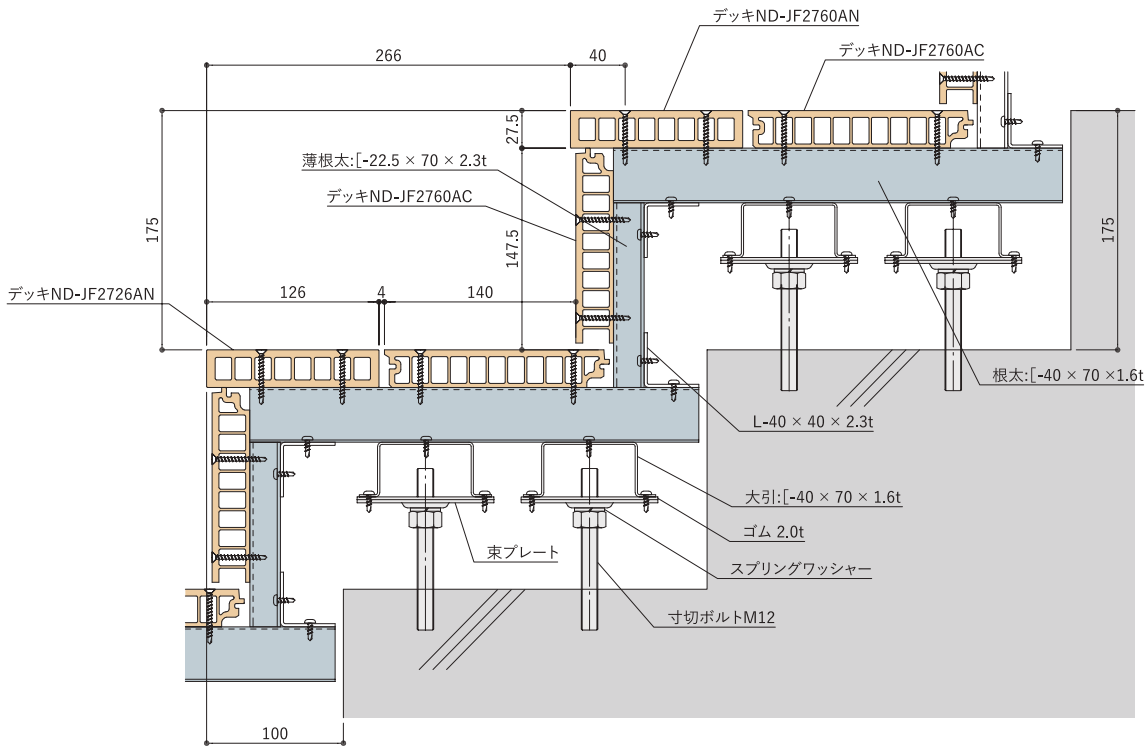 デッキND-JF2760AN
デッキND-JF2760AC
266
40
27.5
薄根太:[-22.5 × 70 × 2.3t
デッキND-JF2760AC
175
147.5
175
デッキND-JF2726AN
126
4
140
根太:[-40 × 70 ×1.6t
L-40 × 40 × 2.3t
大引:[-40 × 70 × 1.6t
ゴム 2.0t
束プレート
スプリングワッシャー
寸切ボルトM12
100